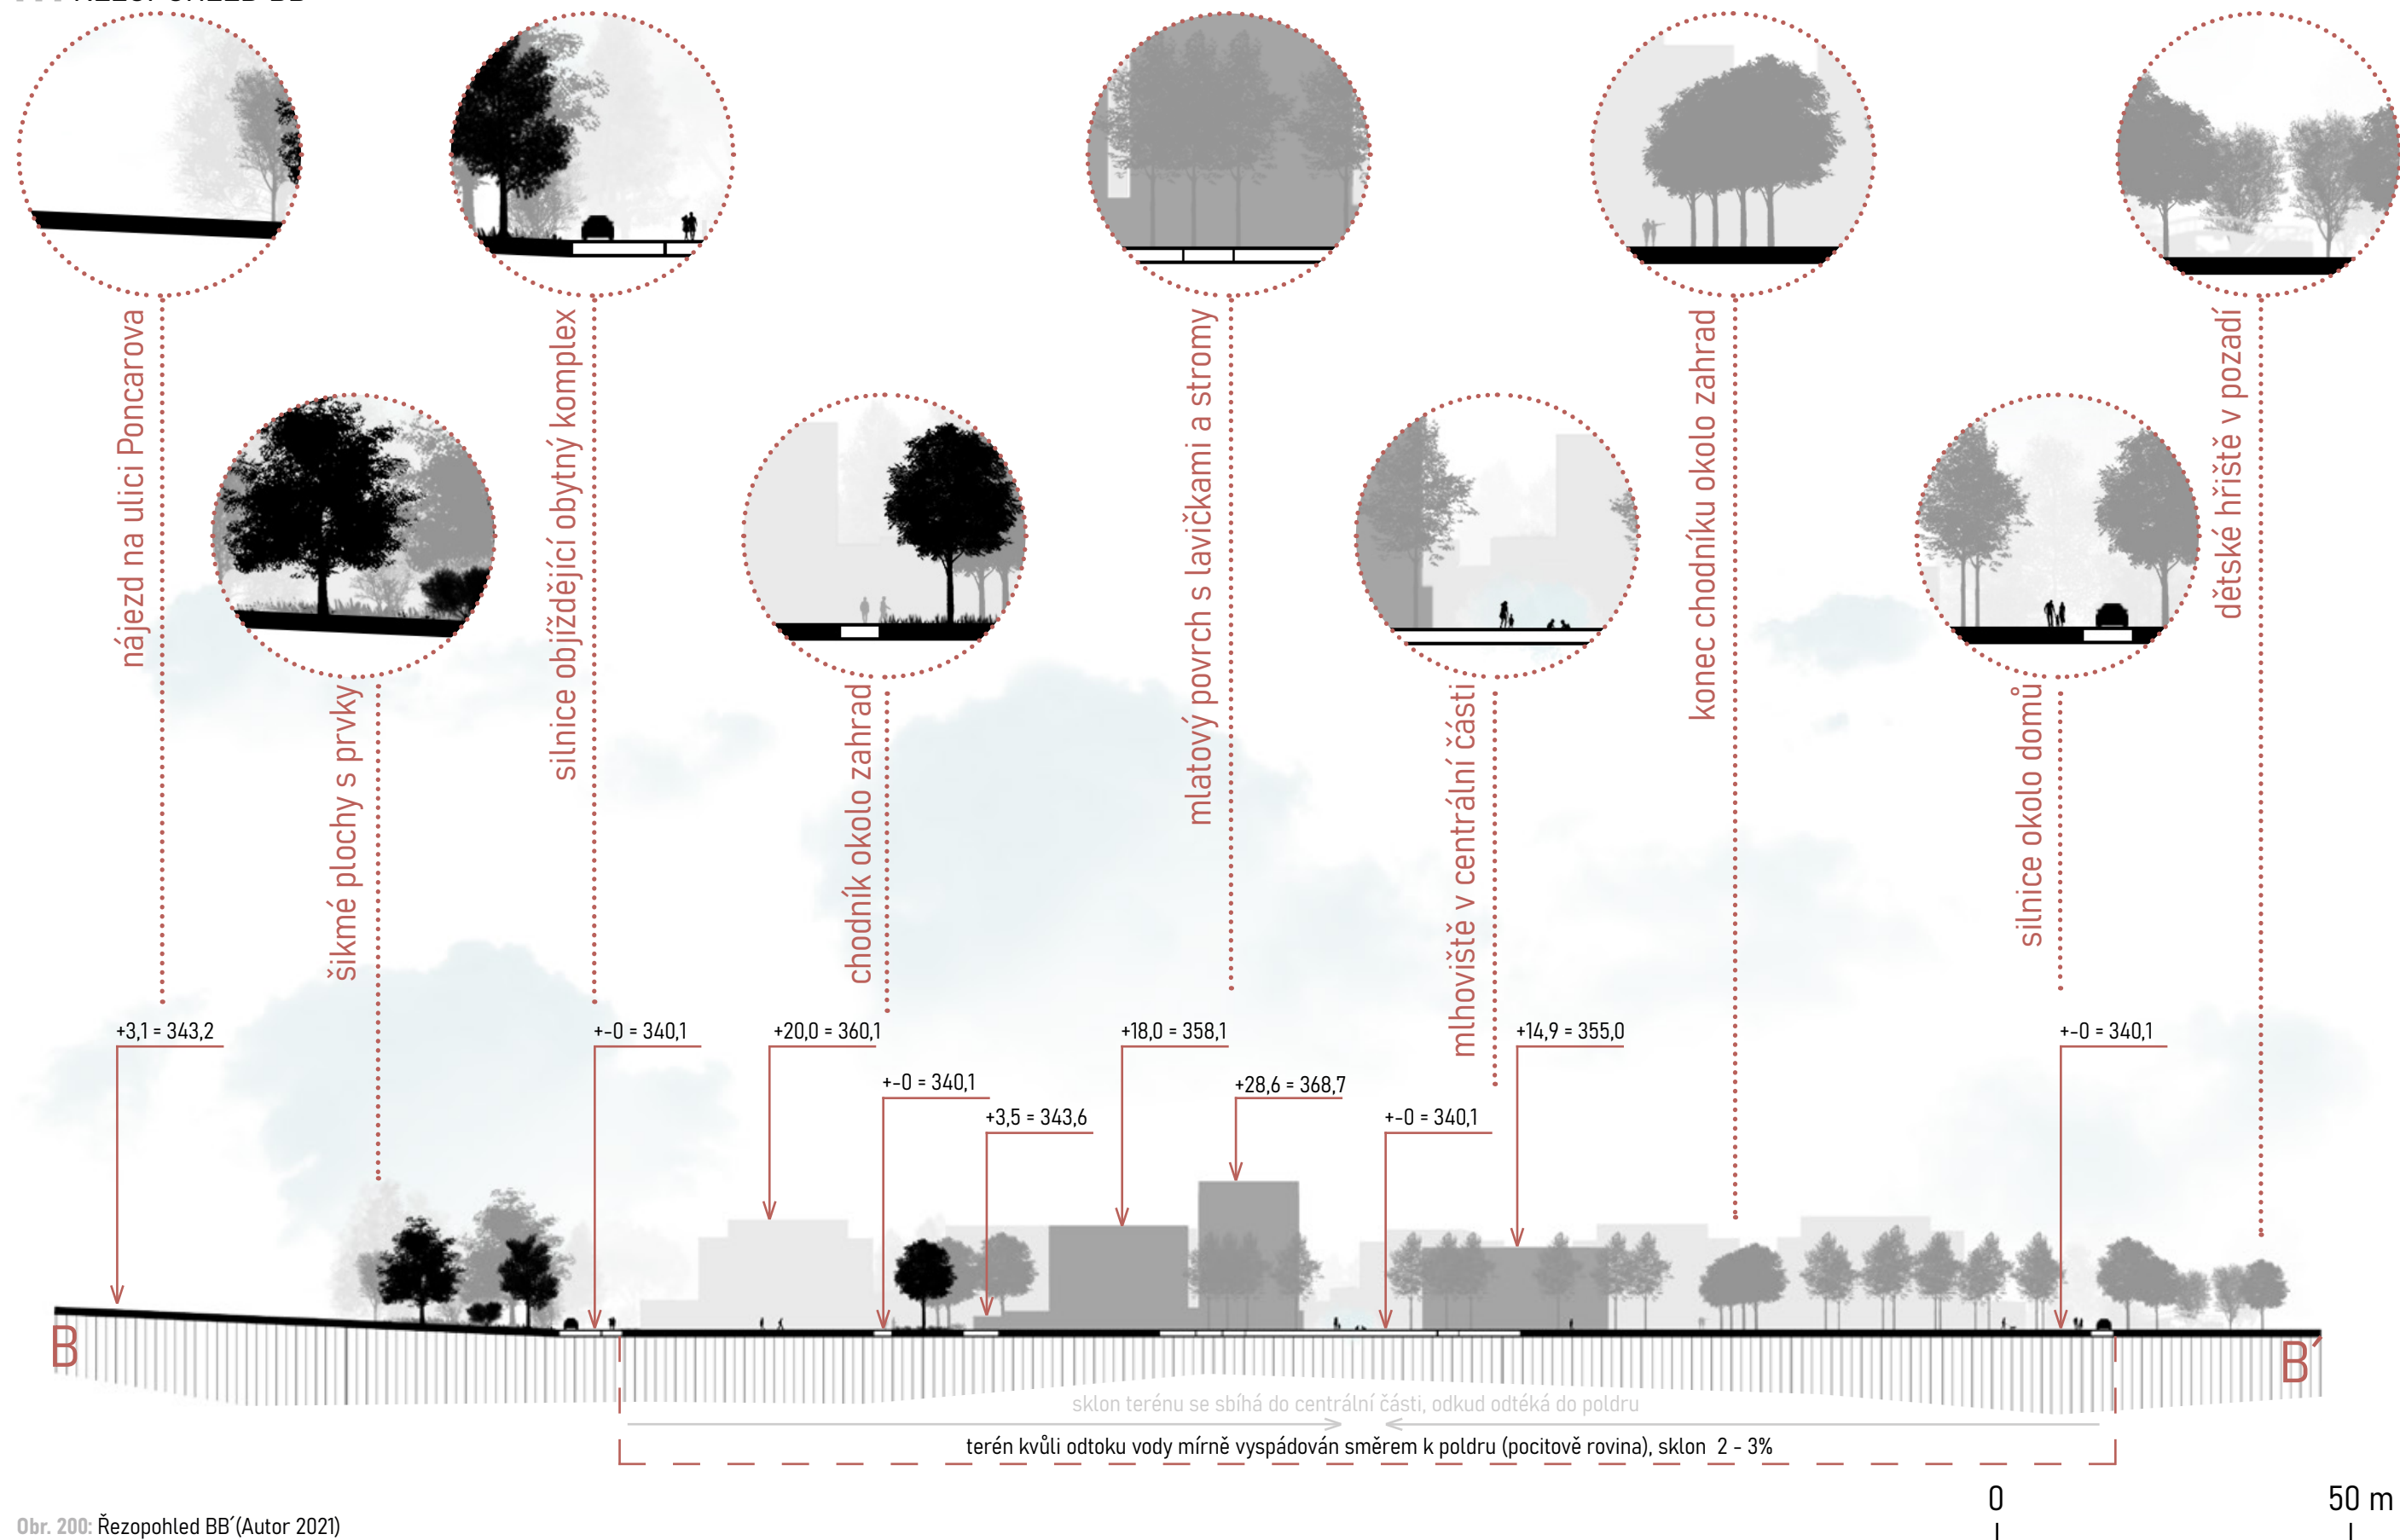 nájezd na ulici Poncarova
šikmé plochy s prvky
silnice objíždějící obytný komplex
chodník okolo zahrad
mlatový povrch s lavičkami a stromy
mlhoviště v centrální části
konec chodníku okolo zahrad
silnice okolo domů
dětské hřiště v pozadí
+3,1 = 343,2
+-0 = 340,1
+20,0 = 360,1
+-0 = 340,1
+3,5 = 343,6
+18,0 = 358,1
+28,6 = 368,7
+-0 = 340,1
+14,9 = 355,0
+-0 = 340,1
B
B´
sklon terénu se sbíhá do centrální části, odkud odtéká do poldru
terén kvůli odtoku vody mírně vyspádován směrem k poldru (pocitově rovina), sklon 2 - 3%
0
50 m
Obr. 200: Řezopohled BB´(Autor 2021)